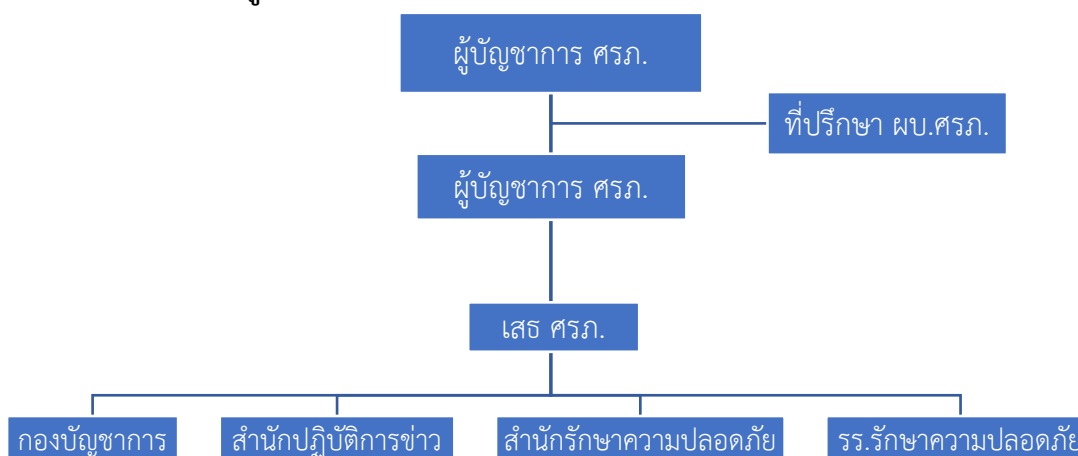 ผู้บัญชาการ ศรภ.
ที่ปรึกษา ผบ.ศรภ.
ผู้บัญชาการ ศรภ.
เสธ ศรภ.
กองบัญชาการ
สำนักปฏิบัติการข่าว
สำนักรักษาความปลอดภัย
รร.รักษาความปลอดภัย